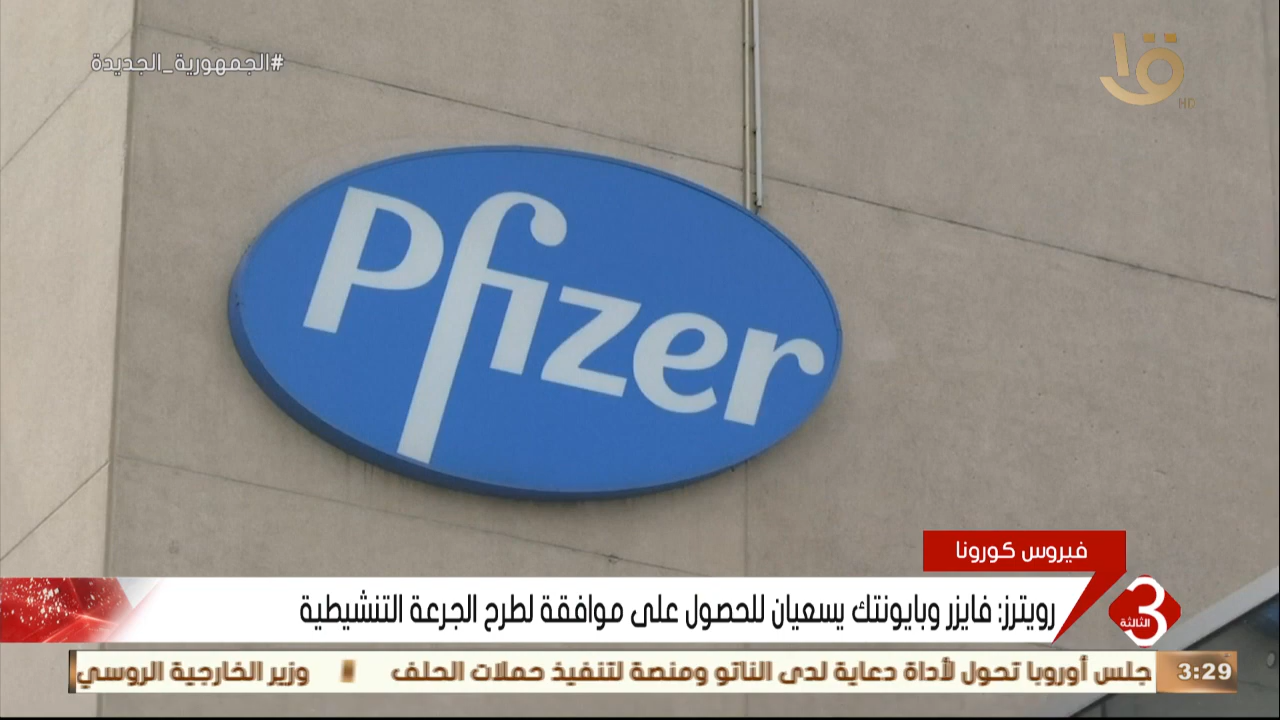 #الجمهورية_الجديدة
HD
Pfizer
فيروس كورونا
3
الثالثة
رويترز: فايزر وبايونتك يسعيان للحصول على موافقة لطرح الجرعة التنشيطية
3:29
جلس أوروبا تحول لأداة دعاية لدى الناتو ومنصة لتنفيذ حملات الحلف
وزير الخارجية الروسي